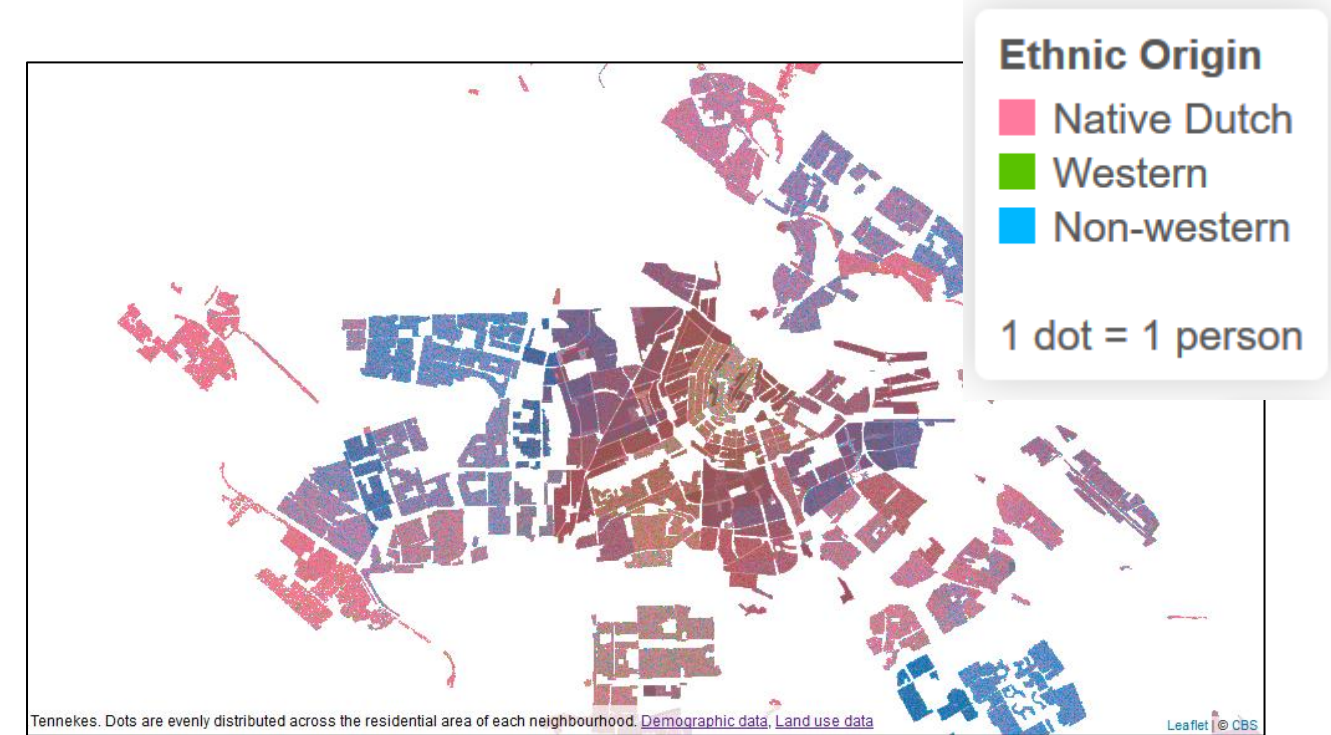 Ethnic Origin
Native Dutch
Western
Non-western
1 dot = 1 person
Tennekes. Dots are evenly distributed across the residential area of each neighbourhood. Demographic data, Land use data
Leaflet | © CBS